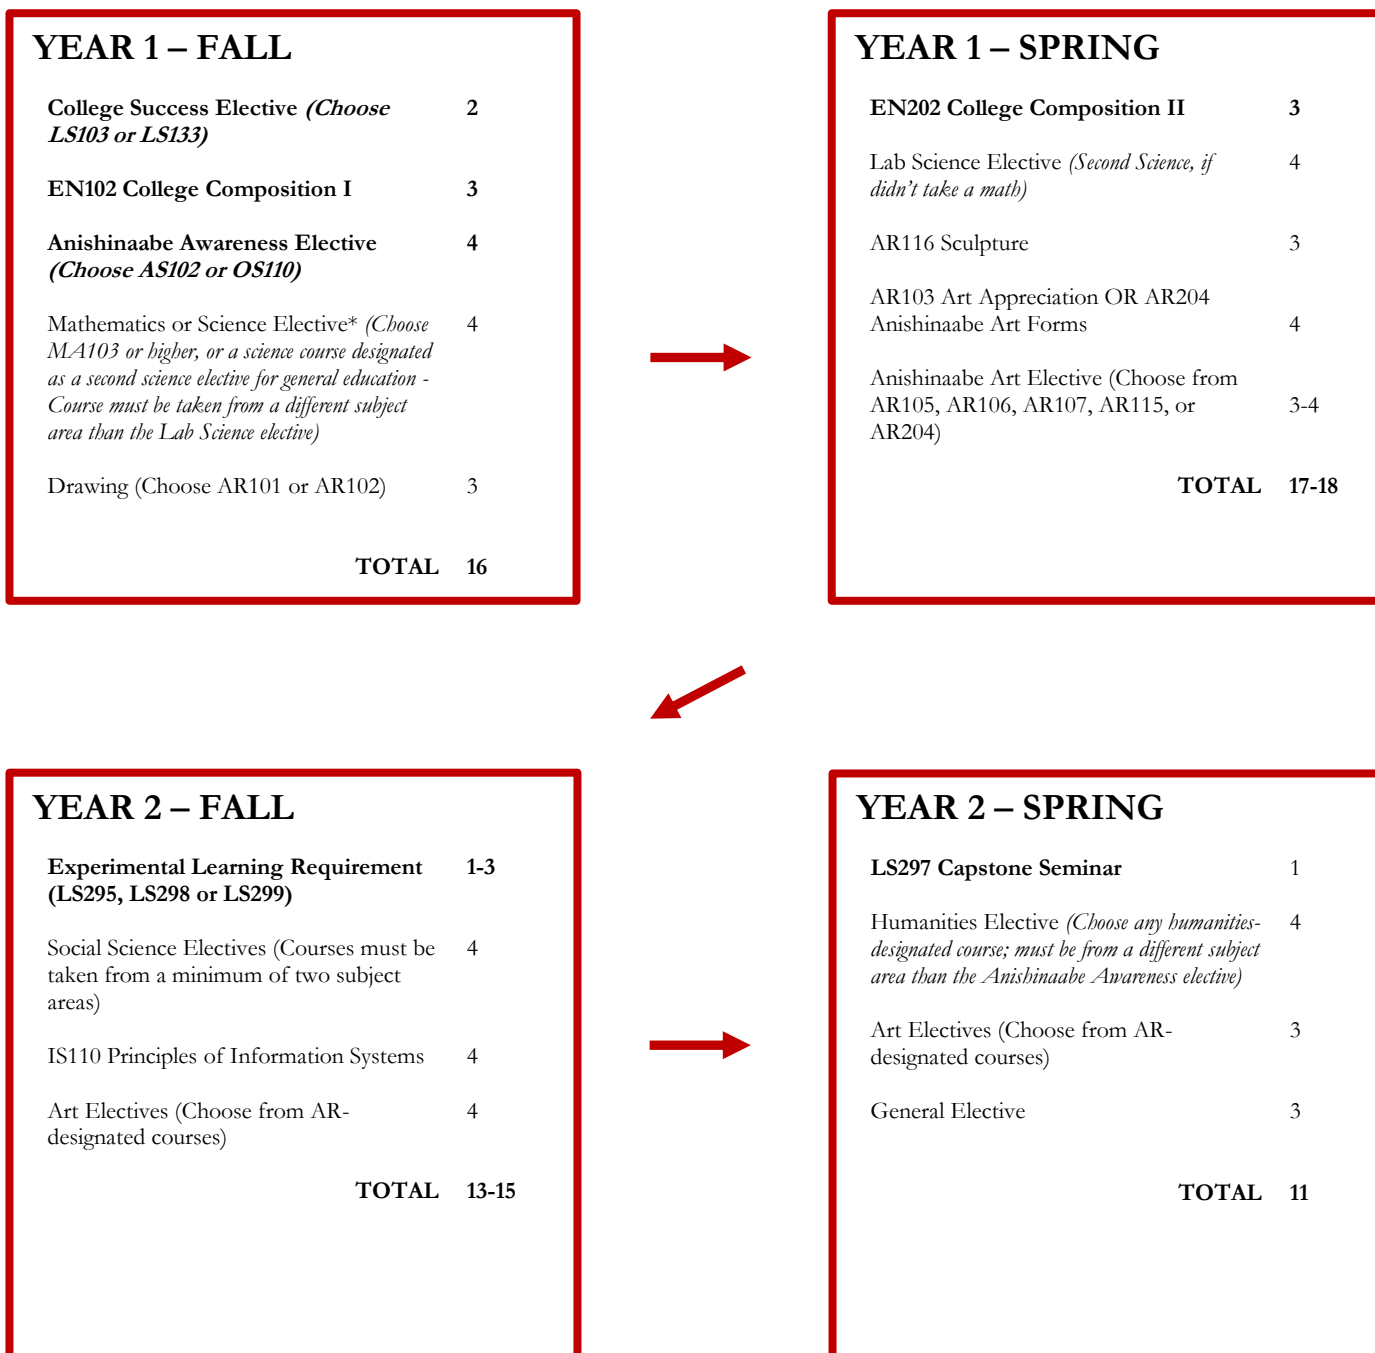 YEAR 1 – FALL
College Success Elective (Choose 2
LS103 or LS133)
EN102 College Composition I 3
Anishinaabe Awareness Elective 4
(Choose AS102 or OS110)
Mathematics or Science Elective* (Choose 4
MA103 or higher, or a science course designated
as a second science elective for general education -
Course must be taken from a different subject
area than the Lab Science elective)
Drawing (Choose AR101 or AR102) 3
TOTAL 16
YEAR 1 – SPRING
EN202 College Composition II 3
Lab Science Elective (Second Science, if 4
didn't take a math)
AR116 Sculpture 3
AR103 Art Appreciation OR AR204
Anishinaabe Art Forms 4
Anishinaabe Art Elective (Choose from
AR105, AR106, AR107, AR115, or 3-4
AR204)
TOTAL 17-18
YEAR 2 – FALL
Experimental Learning Requirement 1-3
(LS295, LS298 or LS299)
Social Science Electives (Courses must be 4
taken from a minimum of two subject
areas)
IS110 Principles of Information Systems 4
Art Electives (Choose from AR- 4
designated courses)
TOTAL 13-15
YEAR 2 – SPRING
LS297 Capstone Seminar 1
Humanities Elective (Choose any humanities- 4
designated course; must be from a different subject
area than the Anishinaabe Awareness elective)
Art Electives (Choose from AR- 3
designated courses)
General Elective 3
TOTAL 11